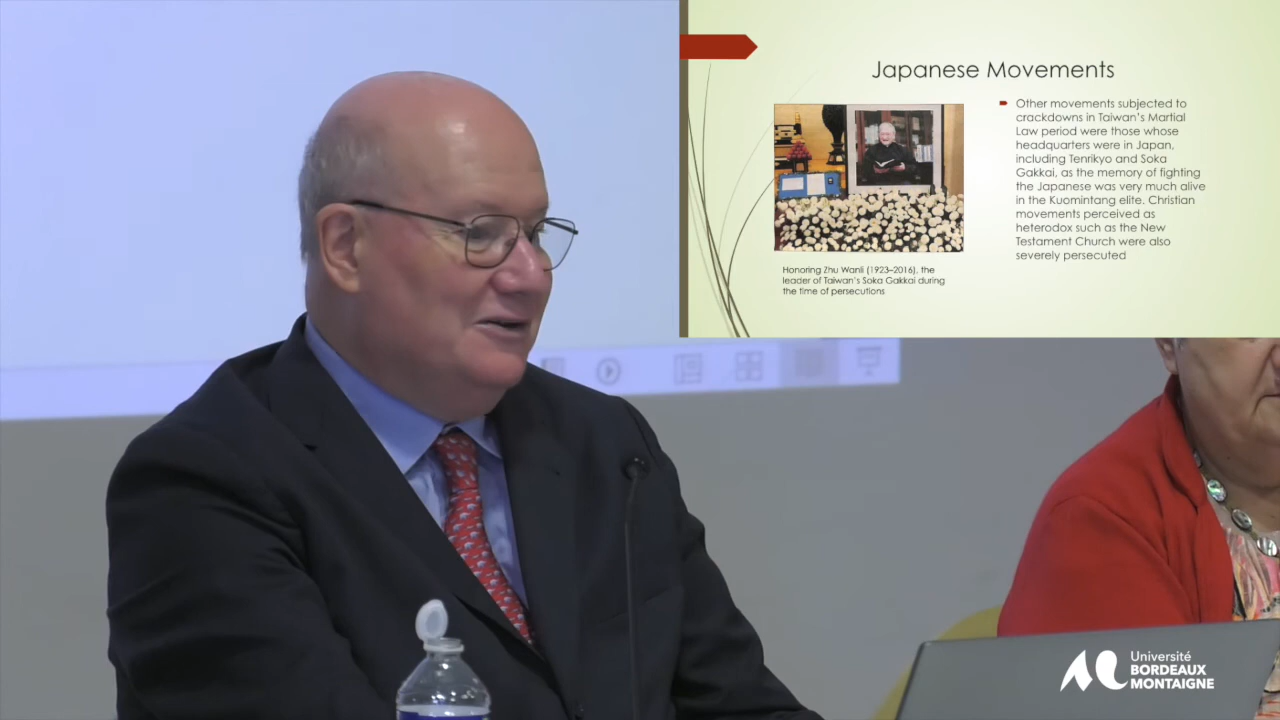 Japanese Movements
Other movements subjected to
crackdowns in Taiwan's Martial
Law period were those whose
headquarters were in Japan,
including Tenrikyo and Soka
Gakkai, as the memory of fighting
the Japanese was very much alive
in the Kuomintang elite. Christian
movements perceived as
heterodox such as the New
Testament Church were also
severely persecuted
Honoring Zhu Wanli (1923–2016), the
leader of Taiwan's Soka Gakkai during
the time of persecutions
Université
BORDEAUX
MONTAIGNE